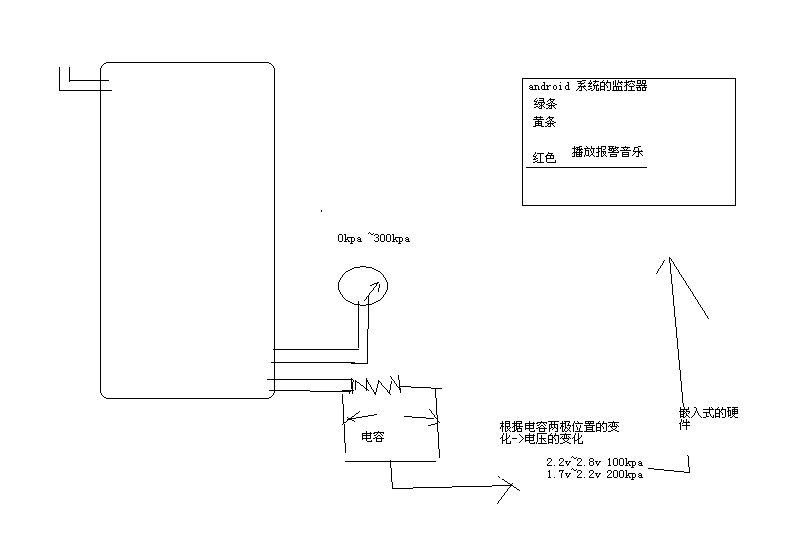 android 系统的监控器
绿条
黄条
播放报警音乐
红色
0kpa ~300kpa
嵌入式的硬
件
根据电容两极位置的变
化->电压的变化
电容
2.2v~2.8v 100kpa
1.7v~2.2v 200kpa